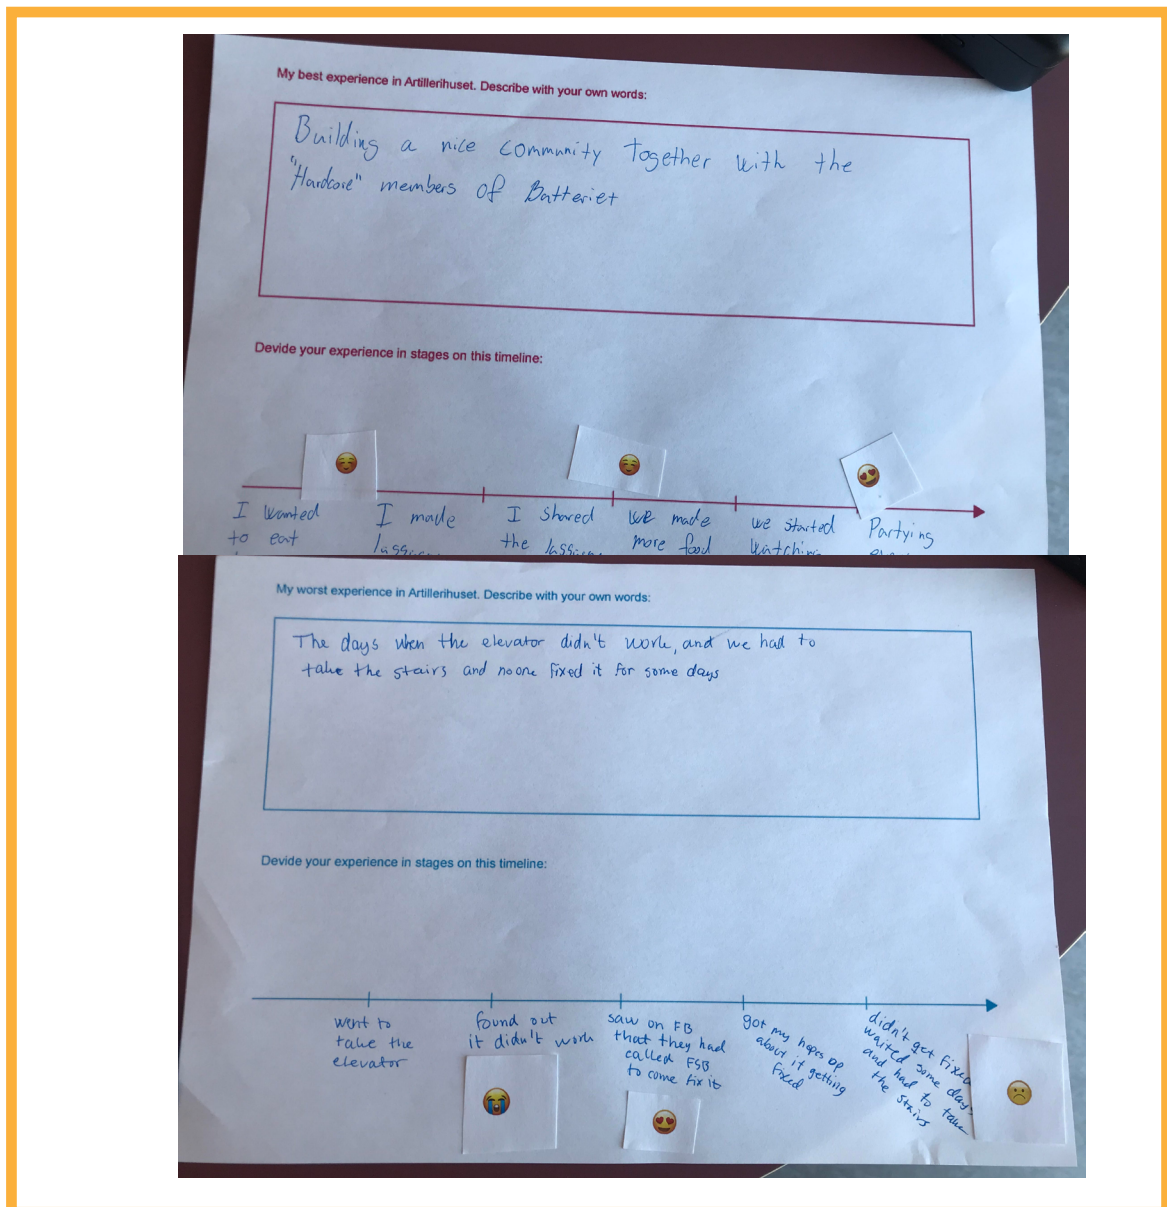 My best experience in Artillerihuset. Describe with your own words:
Building a nice community together with the
"Hardcore" members of Batteriet
Devide your experience in stages on this timeline:
I wanted
to eat
I made
I shared
the
we made
more food
we started
watching
Partying
My worst experience in Artillerihuset. Describe with your own words:
The days when the elevator didn't work, and we had to
take the stairs and no one fixed it for some days
Devide your experience in stages on this timeline:
went to
take the
elevator
found out
it didn't work
saw on FB
that they had
called FSB
to come fix it
got my hopes up
about it getting
fixed
didn't get fixed
waited some days
and had to take
the stairs